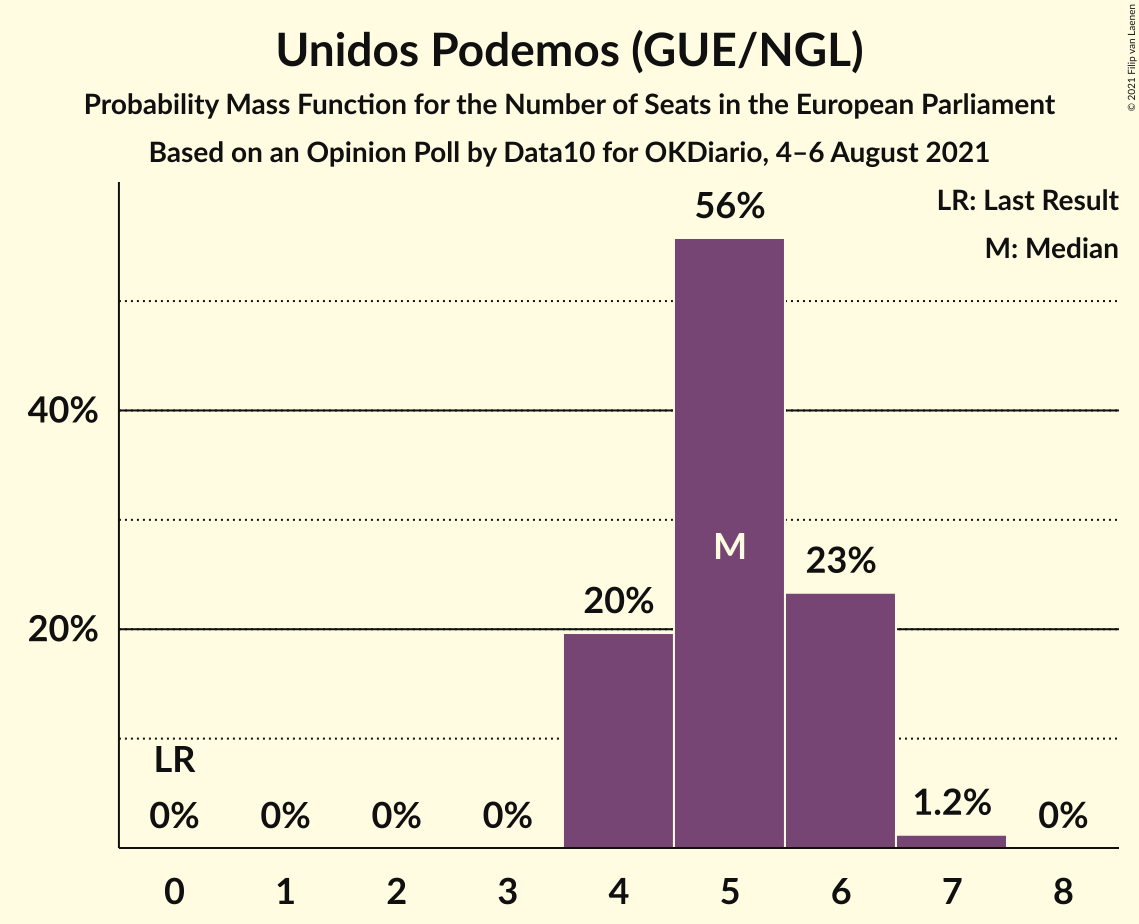 Unidos Podemos (GUE/NGL)
Probability Mass Function for the Number of Seats in the European Parliament
Based on an Opinion Poll by Data10 for OKDiario, 4–6 August 2021
© 2021 Filip van Laenen
LR: Last Result
M: Median
56%
40%
M
23%
20%
20%
LR
0%
0%
0%
0%
1.2%
0%
0 1 2 3 4 5 6 7 8